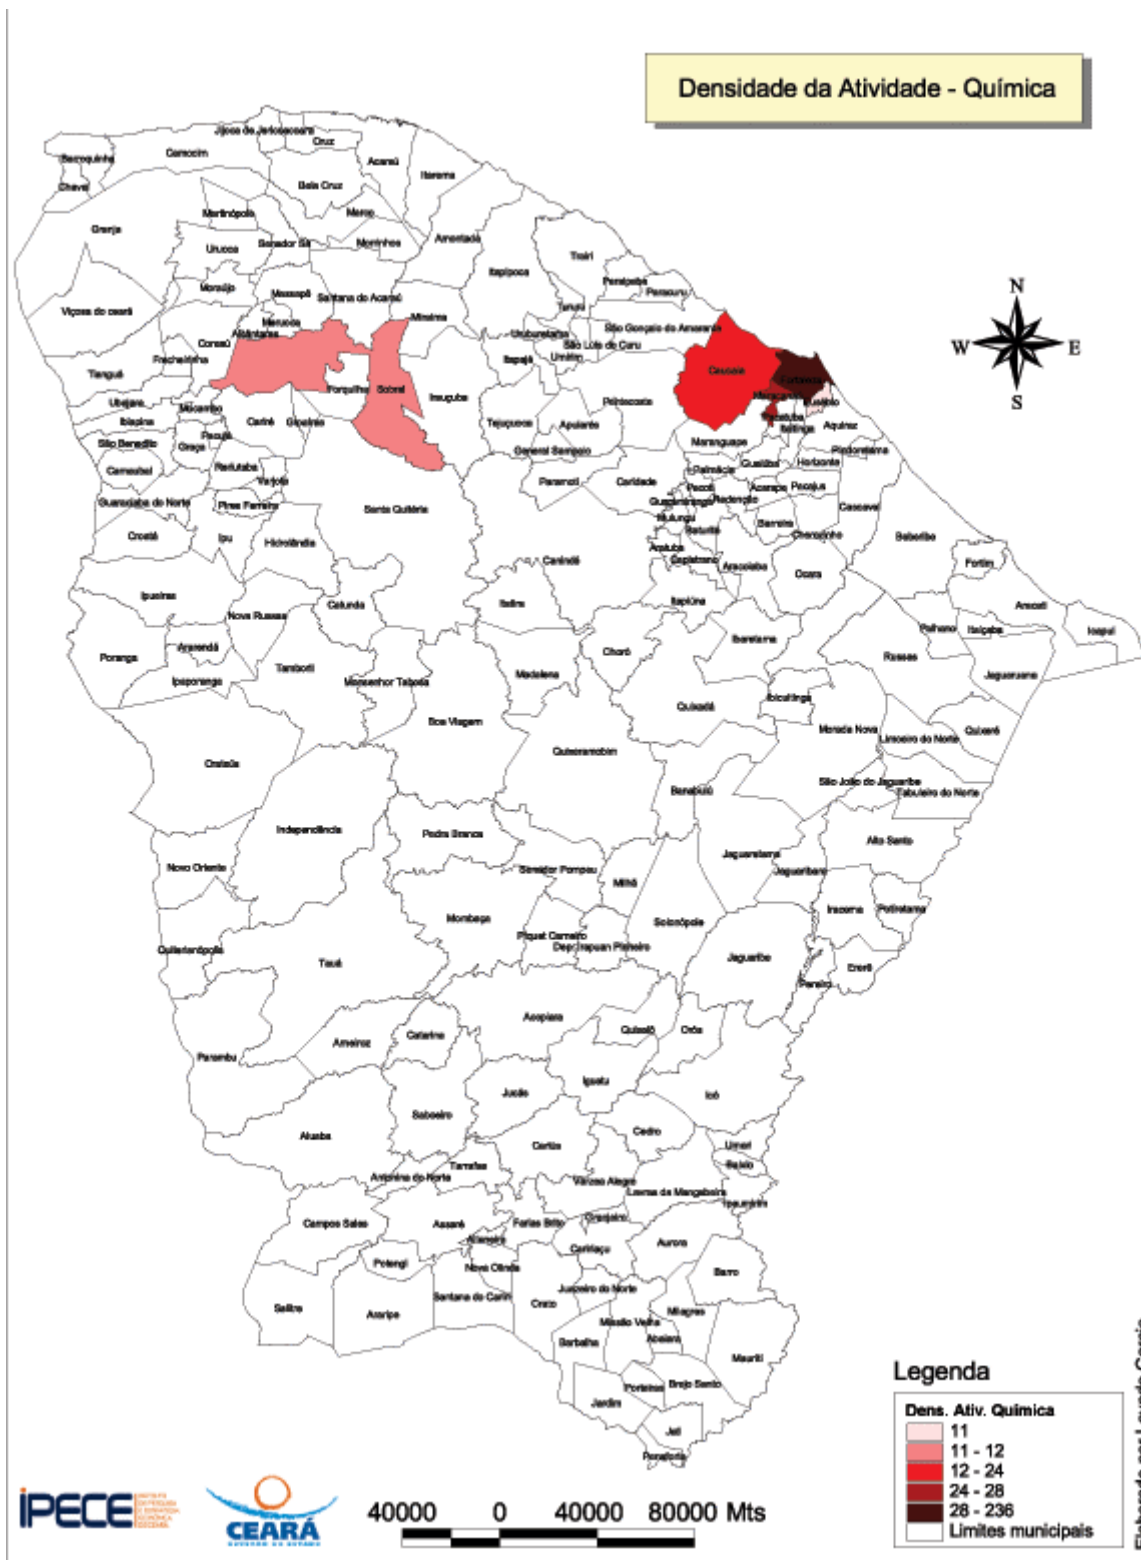 Densidade da Atividade - Química
Jijoca de Jericoacoara
Cruz
Barroquinha
Camocim
Acaraú
Itarema
Chaval
Bela Cruz
Martinópole
Marco
Granja
Uruoca
Senador Sá
Morrinhos
Amontada
Trairi
N
Itapipoca
Moraújo
Massapê
Santana do Acaraú
Paraipaba
Paracuru
Viçosa do ceará
Tururu
Meruoca
Miraíma
Alcântaras
Uruburetama
São Gonçalo do Amarante
Coreaú
São Luis do Curu
W
E
Frecheirinha
Itapajé
Umirim
Tianguá
Caucaia
Fortaleza
Forquilha
Sobral
Irauçuba
Maracanaú
Eusébio
S
Ubajara
Mucambo
Pentecoste
Pacatuba
Ibiapina
Cariré
Groaíras
Tejuçuoca
Apuiarés
Itaitinga
Aquiraz
São Benedito
Pacujá
Graça
General Sampaio
Maranguape
Pindoretama
Carnaubal
Reriutaba
Guaiúba
Horizonte
Varjota
Paramoti
Caridade
Palmácia
Pacoti
Acarape
Pacajus
Guaraciaba do Norte
Pires Ferreira
Santa Quitéria
Guaramiranga
Redenção
Cascavel
Mulungu
Baturité
Barreira
Croatá
Ipu
Hidrolândia
Chorozinho
Beberibe
Aratuba
Capistrano
Aracoiaba
Canindé
Ocara
Fortim
Ipueiras
Nova Russas
Catunda
Itatira
Itapiúna
Aracati
Palhano
Itaiçaba
Icapuí
Ararendá
Choró
Ibaretama
Poranga
Russas
Tamboril
Ipaporanga
Monsenhor Tabosa
Madalena
Jaguaruana
Ibicuitinga
Quixadá
Boa Viagem
Morada Nova
Quixeré
Limoeiro do Norte
Quixeramobim
Crateús
São João do Jaguaribe
Banabuiú
Tabuleiro do Norte
Independência
Pedra Branca
Alto Santo
Jaguaretama
Novo Oriente
Senador Pompeu
Milhã
Jaguaribara
Iracema
Potiretama
Mombaça
Solonópole
Piquet Carneiro
Quiterianópolis
Dep. Irapuan Pinheiro
Jaguaribe
Tauá
Ererê
Pereiro
Acopiara
Quixelô
Orós
Catarina
Arneiroz
Parambu
Iguatu
Jucás
Icó
Saboeiro
Aiuaba
Cedro
Umari
Cariús
Baixio
Tarrafas
Antonina do Norte
Várzea Alegre
Lavras da Mangabeira
Ipaumirim
Campos Sales
Assaré
Farias Brito
Granjeiro
Altaneira
Caririaçu
Aurora
Potengi
Nova Olinda
Barro
Juazeiro do Norte
Santana do Cariri
Crato
Salitre
Araripe
Milagres
Missão Velha
Abaiara
Barbalha
Mauriti
Legenda
Porteiras
Brejo Santo
Jardim
Dens. Ativ. Química
11
Jati
11 - 12
Penaforte
12 - 24
24 - 28
28 - 236
Limites municipais
iPECE
CEARÁ
GOVERNO DO ESTADO
40000 0 40000 80000 Mts